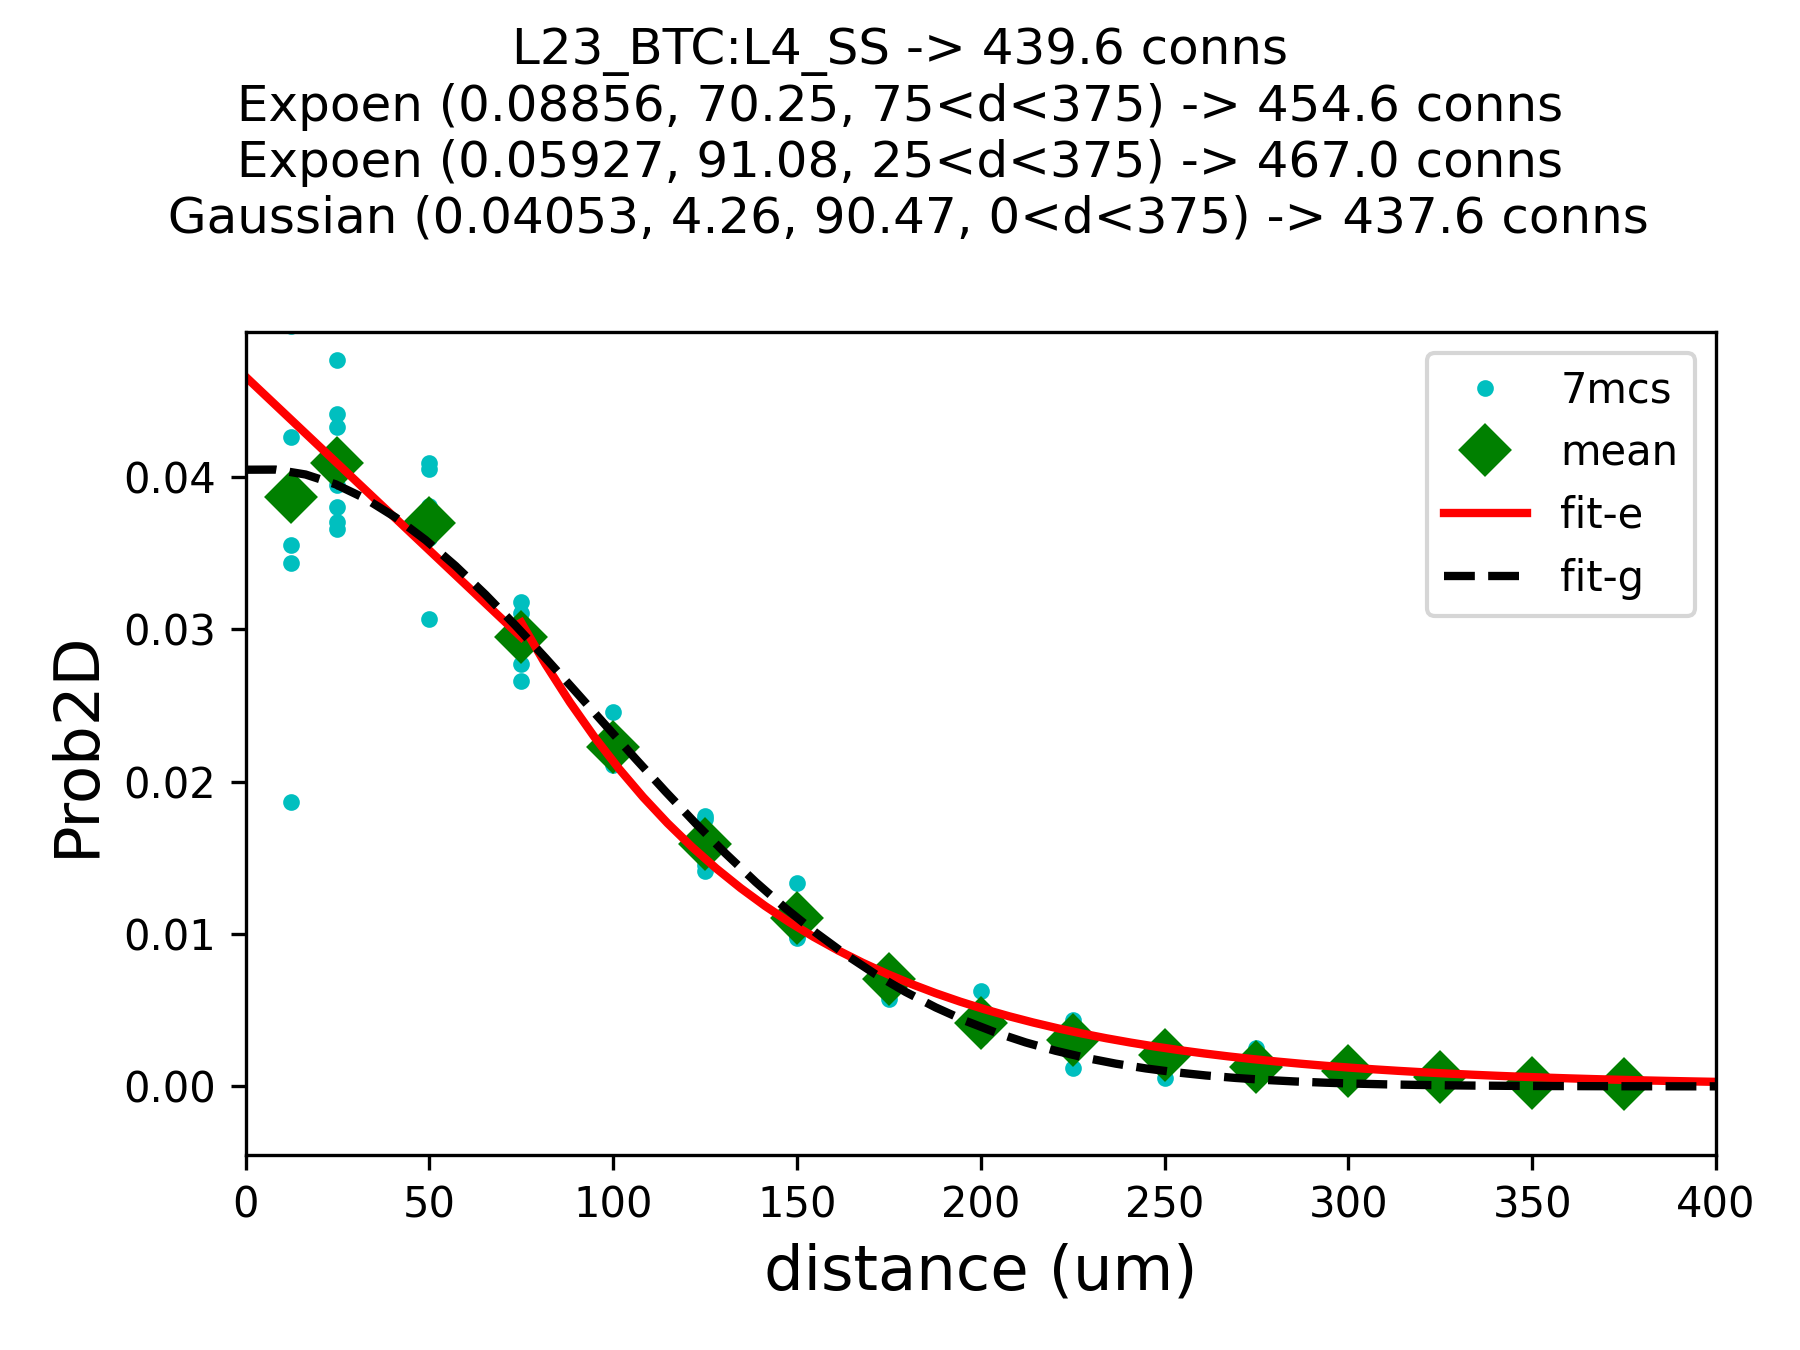 L23_BTC:L4_SS -> 439.6 conns
Expoen (0.08856, 70.25, 75<d<375) -> 454.6 conns
Expoen (0.05927, 91.08, 25<d<375) -> 467.0 conns
Gaussian (0.04053, 4.26, 90.47, 0<d<375) -> 437.6 conns
7mcs
mean
fit-e
fit-g
Prob2D
0.04
0.03
0.02
0.01
0.00
0 50 100 150 200 250 300 350 400
distance (um)